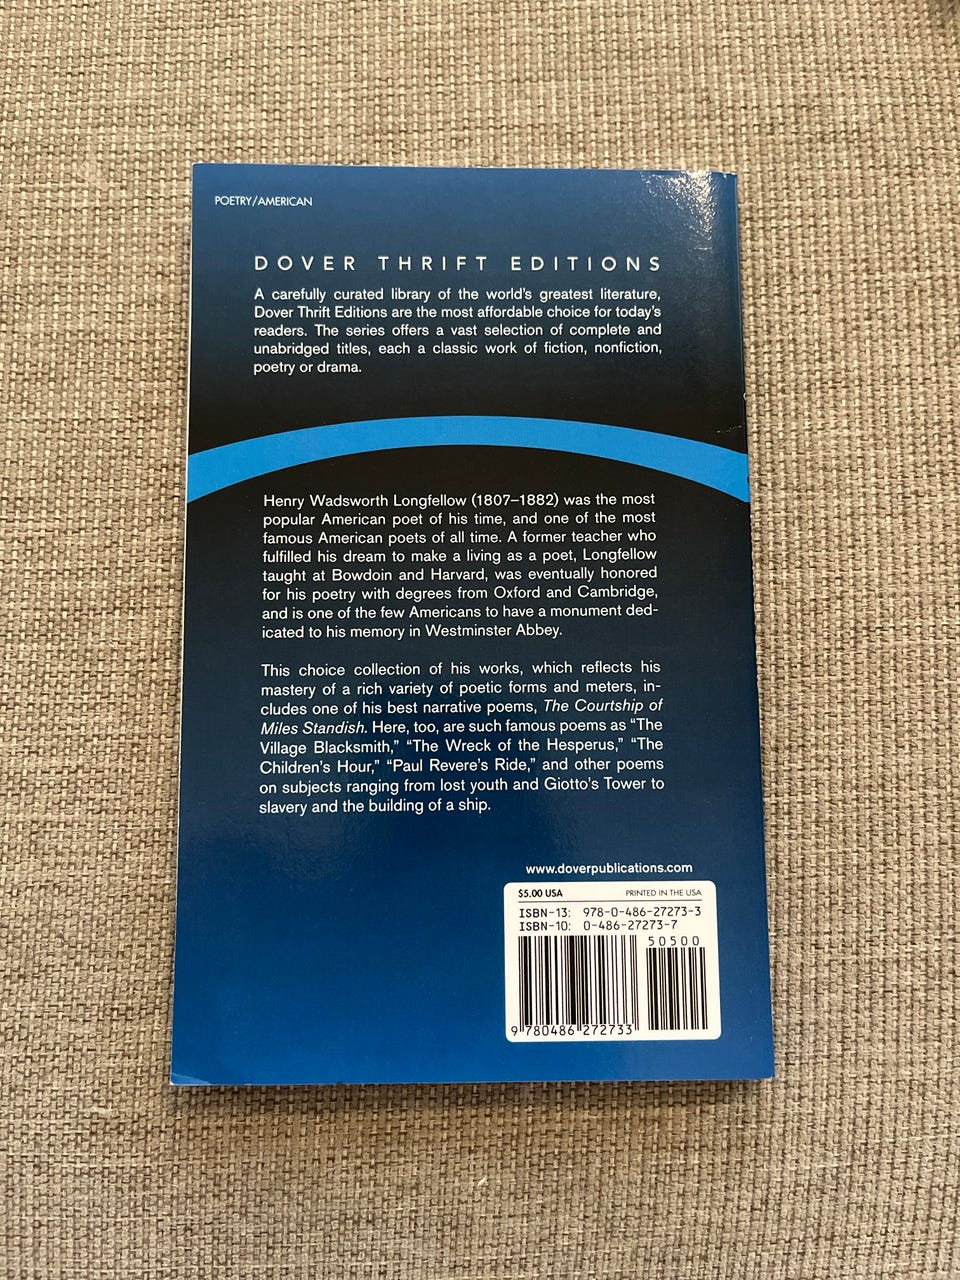 POETRY/AMERICAN
DOVER THRIFT EDITIONS
A carefully curated library of the world's greatest literature,
Dover Thrift Editions are the most affordable choice for today's
readers. The series offers a vast selection of complete and
unabridged titles, each a classic work of fiction, nonfiction,
poetry or drama.
Henry Wadsworth Longfellow (1807–1882) was the most
popular American poet of his time, and one of the most
famous American poets of all time. A former teacher who
fulfilled his dream to make a living as a poet, Longfellow
taught at Bowdoin and Harvard, was eventually honored
for his poetry with degrees from Oxford and Cambridge,
and is one of the few Americans to have a monument ded-
icated to his memory in Westminster Abbey.
This choice collection of his works, which reflects his
mastery of a rich variety of poetic forms and meters, in-
cludes one of his best narrative poems, The Courtship of
Miles Standish. Here, too, are such famous poems as “The
Village Blacksmith,” “The Wreck of the Hesperus,” “The
Children's Hour,” “Paul Revere's Ride,” and other poems
on subjects ranging from lost youth and Giotto's Tower to
slavery and the building of a ship.
www.doverpublications.com
$5.00 USA PRINTED IN THE USA
ISBN-13: 978-0-486-27273-3
ISBN-10: 0-486-27273-7
50500
9 780486 272733